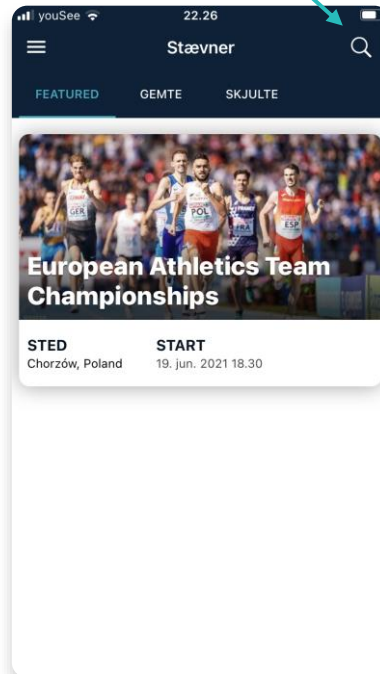 youSee 22.26
Stævner
FEATURED GEMTE SKJULTE
GER POL FRA ESP
European Athletics Team
Championships
STED START
Chorzów, Poland 19. jun. 2021 18.30